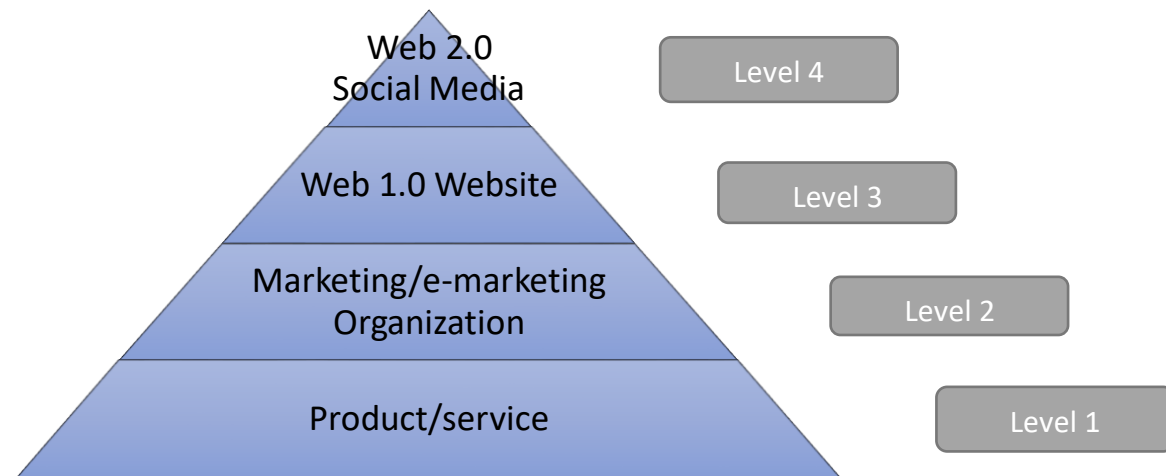 Web 2.0
Social Media
Level 4
Web 1.0 Website
Level 3
Marketing/e-marketing
Organization
Level 2
Product/service
Level 1